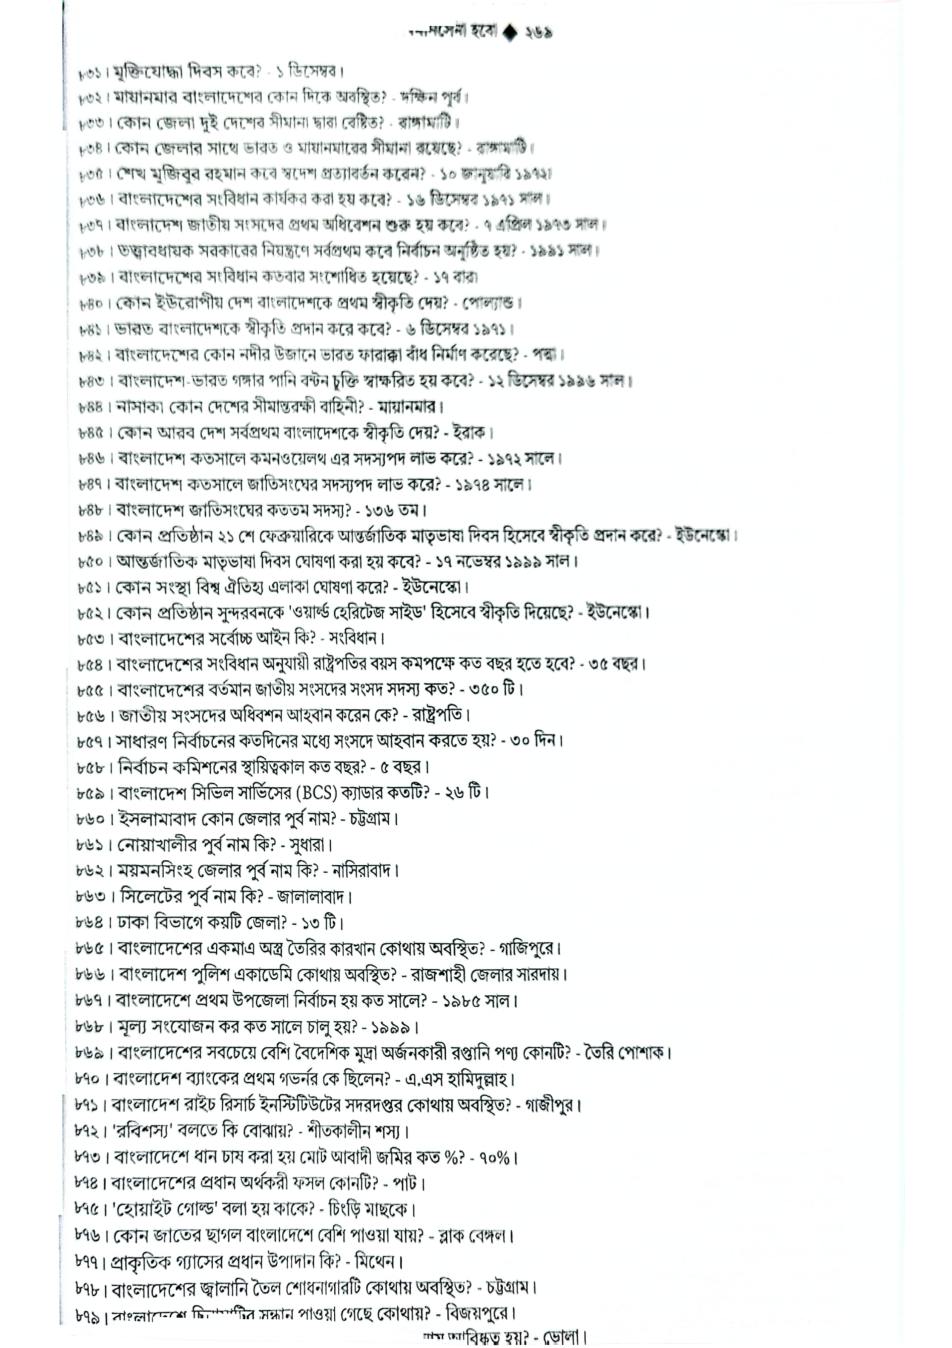 হবো ◆ ২৬৯
৮৩১। মুক্তিযোদ্ধা দিবস কবে? - ১ ডিসেম্বর।
৮৩২। মায়ানমার বাংলাদেশের কোন দিকে অবস্থিত? - দক্ষিন পূর্ব।
৮৩৩। কোন জেলা দুই দেশের সীমানা দ্বারা বেষ্টিত? - রাঙ্গামাটি।
৮৩৪। কোন জেলার সাথে ভারত ও মায়ানমারের সীমানা রয়েছে? - রাঙ্গামাটি।
৮৩৫। শেখ মুজিবুর রহমান কবে স্বদেশ প্রত্যাবর্তন করেন? - ১০ জানুয়ারি ১৯৭২।
৮৩৬। বাংলাদেশের সংবিধান কার্যকর করা হয় কবে? - ১৬ ডিসেম্বর ১৯৭১ সাল।
৮৩৭। বাংলাদেশ জাতীয় সংসদের প্রথম অধিবেশন শুরু হয় কবে? - ৭ এপ্রিল ১৯৭৩ সাল।
৮৩৮। তত্ত্বাবধায়ক সরকারের নিয়ন্ত্রণে সর্বপ্রথম কবে নির্বাচন অনুষ্ঠিত হয়? - ১৯৯১ সাল।
৮৩৯। বাংলাদেশের সংবিধান কতবার সংশোধিত হয়েছে? - ১৭ বার।
৮৪০। কোন ইউরোপীয় দেশ বাংলাদেশকে প্রথম স্বীকৃতি দেয়? - পোল্যান্ড।
৮৪১। ভারত বাংলাদেশকে স্বীকৃতি প্রদান করে কবে? - ৬ ডিসেম্বর ১৯৭১।
৮৪২। বাংলাদেশের কোন নদীর উজানে ভারত ফারাক্কা বাঁধ নির্মাণ করেছে? - পদ্মা।
৮৪৩। বাংলাদেশ-ভারত গঙ্গার পানি বন্টন চুক্তি স্বাক্ষরিত হয় কবে? - ১২ ডিসেম্বর ১৯৯৬ সাল।
৮৪৪। নাসাকা কোন দেশের সীমান্তরক্ষী বাহিনী? - মায়ানমার।
৮৪৫। কোন আরব দেশ সর্বপ্রথম বাংলাদেশকে স্বীকৃতি দেয়? - ইরাক।
৮৪৬। বাংলাদেশ কতসালে কমনওয়েলথ এর সদস্যপদ লাভ করে? - ১৯৭২ সালে।
৮৪৭। বাংলাদেশ কতসালে জাতিসংঘের সদস্যপদ লাভ করে? - ১৯৭৪ সালে।
৮৪৮। বাংলাদেশ জাতিসংঘের কততম সদস্য? - ১৩৬ তম।
৮৪৯। কোন প্রতিষ্ঠান ২১ শে ফেব্রুয়ারিকে আন্তর্জাতিক মাতৃভাষা দিবস হিসেবে স্বীকৃতি প্রদান করে? - ইউনেস্কো।
৮৫০। আন্তর্জাতিক মাতৃভাষা দিবস ঘোষণা করা হয় কবে? - ১৭ নভেম্বর ১৯৯৯ সাল।
৮৫১। কোন সংস্থা বিশ্ব ঐতিহ্য এলাকা ঘোষণা করে? - ইউনেস্কো।
৮৫২। কোন প্রতিষ্ঠান সুন্দরবনকে 'ওয়ার্ল্ড হেরিটেজ সাইড' হিসেবে স্বীকৃতি দিয়েছে? - ইউনেস্কো।
৮৫৩। বাংলাদেশের সর্বোচ্চ আইন কি? - সংবিধান।
৮৫৪। বাংলাদেশের সংবিধান অনুযায়ী রাষ্ট্রপতির বয়স কমপক্ষে কত বছর হতে হবে? - ৩৫ বছর।
৮৫৫। বাংলাদেশের বর্তমান জাতীয় সংসদের সংসদ সদস্য কত? - ৩৫০ টি।
৮৫৬। জাতীয় সংসদের অধিবশন আহবান করেন কে? - রাষ্ট্রপতি।
৮৫৭। সাধারণ নির্বাচনের কতদিনের মধ্যে সংসদে আহবান করতে হয়? - ৩০ দিন।
৮৫৮। নির্বাচন কমিশনের স্থায়িত্বকাল কত বছর? - ৫ বছর।
৮৫৯। বাংলাদেশ সিভিল সার্ভিসের (BCS) ক্যাডার কতটি? - ২৬ টি।
৮৬০। ইসলামাবাদ কোন জেলার পূর্ব নাম? - চট্টগ্রাম।
৮৬১। নোয়াখালীর পূর্ব নাম কি? - সুধারা।
৮৬২। ময়মনসিংহ জেলার পূর্ব নাম কি? - নাসিরাবাদ।
৮৬৩। সিলেটের পূর্ব নাম কি? - জালালাবাদ।
৮৬৪। ঢাকা বিভাগে কয়টি জেলা? - ১৩ টি।
৮৬৫। বাংলাদেশের একমাএ অস্ত্র তৈরির কারখান কোথায় অবস্থিত? - গাজিপুরে।
৮৬৬। বাংলাদেশ পুলিশ একাডেমি কোথায় অবস্থিত? - রাজশাহী জেলার সারদায়।
৮৬৭। বাংলাদেশে প্রথম উপজেলা নির্বাচন হয় কত সালে? - ১৯৮৫ সাল।
৮৬৮। মূল্য সংযোজন কর কত সালে চালু হয়? - ১৯৯৯।
৮৬৯। বাংলাদেশের সবচেয়ে বেশি বৈদেশিক মুদ্রা অর্জনকারী রপ্তানি পণ্য কোনটি? - তৈরি পোশাক।
৮৭০। বাংলাদেশ ব্যাংকের প্রথম গভর্নর কে ছিলেন? - এ.এস হামিদুল্লাহ।
৮৭১। বাংলাদেশ রাইচ রিসার্চ ইনস্টিটিউটের সদরদপ্তর কোথায় অবস্থিত? - গাজীপুর।
৮৭২। 'রবিশস্য' বলতে কি বোঝায়? - শীতকালীন শস্য।
৮৭৩। বাংলাদেশে ধান চাষ করা হয় মোট আবাদী জমির কত %? - ৭০%।
৮৭৪। বাংলাদেশের প্রধান অর্থকরী ফসল কোনটি? - পাট।
৮৭৫। 'হোয়াইট গোল্ড' বলা হয় কাকে? - চিংড়ি মাছকে।
৮৭৬। কোন জাতের ছাগল বাংলাদেশে বেশি পাওয়া যায়? - ব্লাক বেঙ্গল।
৮৭৭। প্রাকৃতিক গ্যাসের প্রধান উপাদান কি? - মিথেন।
৮৭৮। বাংলাদেশের জ্বালানি তৈল শোধনাগারটি কোথায় অবস্থিত? - চট্টগ্রাম।
৮৭৯। বাংলাদেশে সন্ধান পাওয়া গেছে কোথায়? - বিজয়পুরে।
আবিষ্কৃত হয়? - ভোলা।